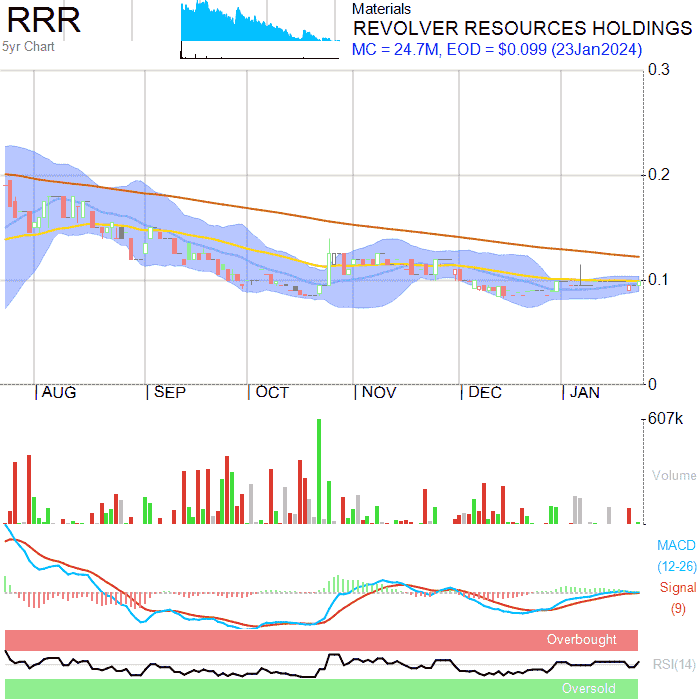 RRR
5yr Chart
Materials
REVOLVER RESOURCES HOLDINGS
MC = 24.7M, EOD = $0.099 (23Jan2024)
0.3
0.2
0.1
0
AUG SEP OCT NOV DEC JAN
607k
Volume
MACD
(12-26)
Signal
(9)
Overbought
RSI(14)
Oversold